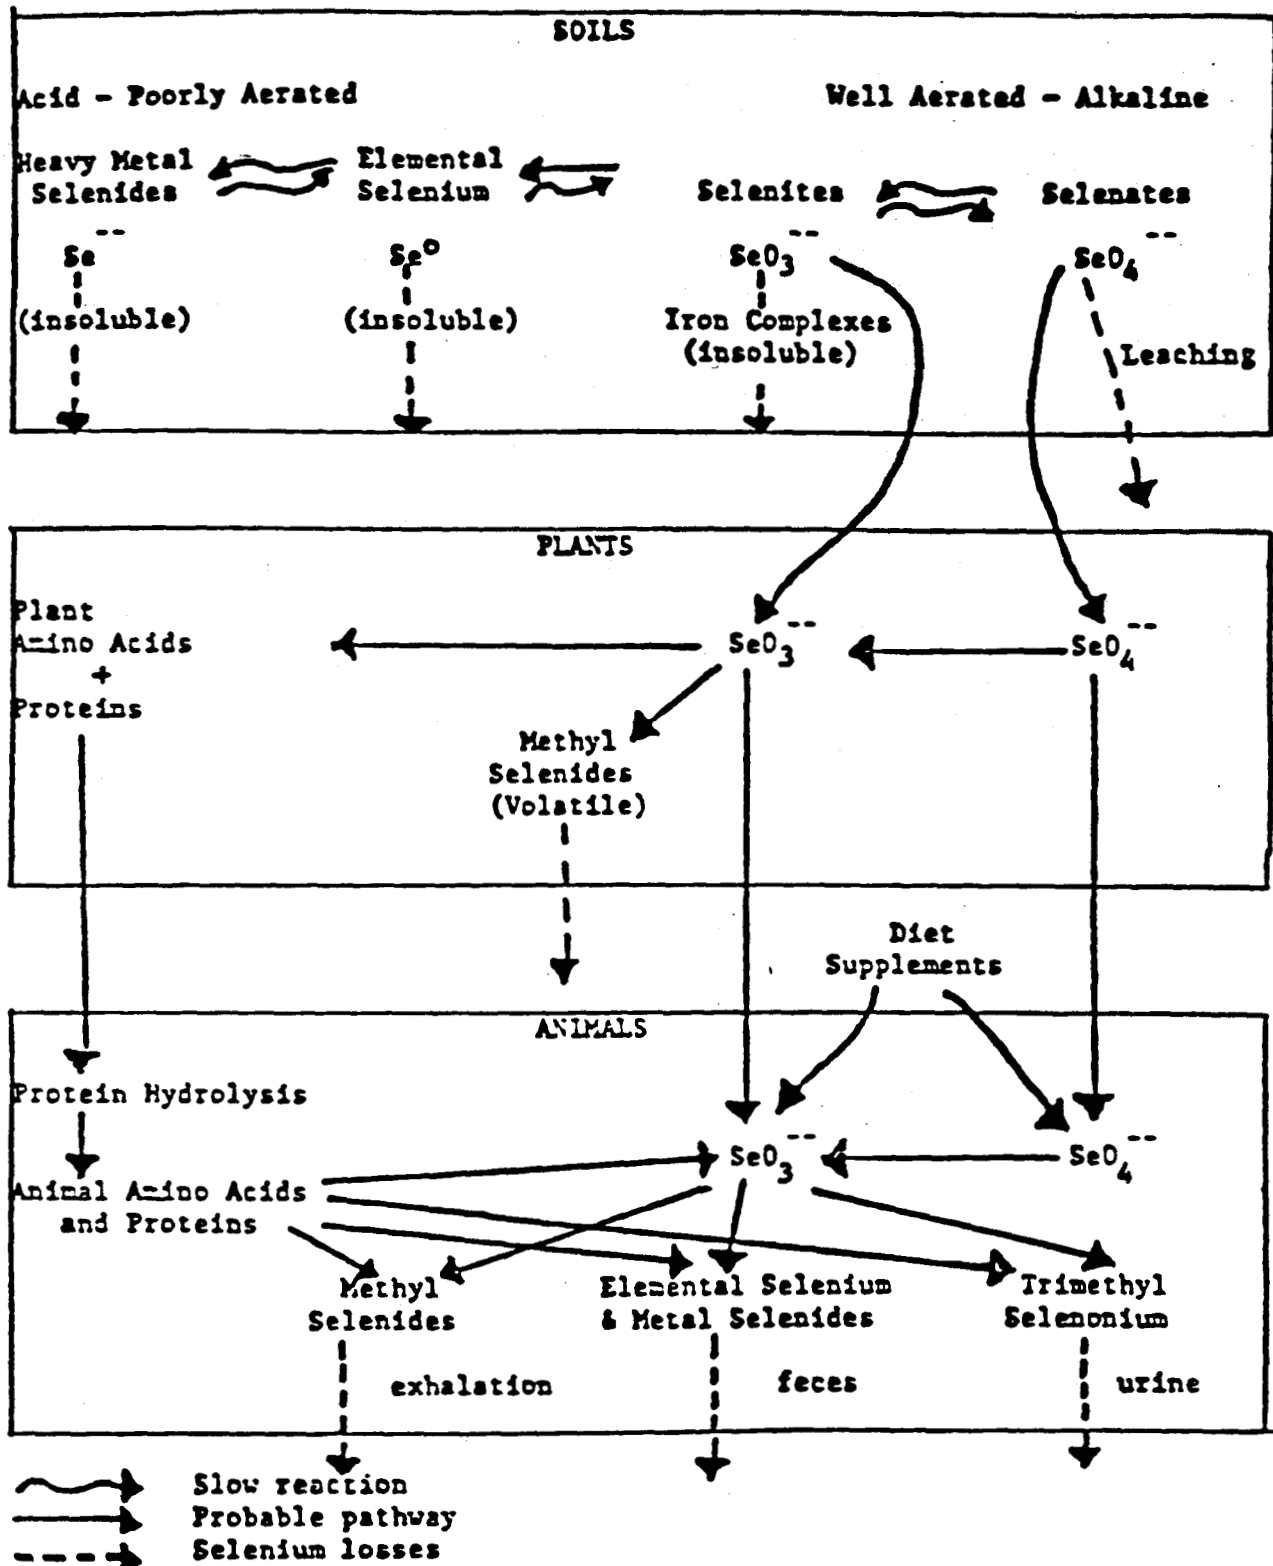 SOILS
Acid - Poorly Aerated
Well Aerated - Alkaline
Heavy Metal
Selenides
Elemental
Selenium
Selenites
Selenates
Se--
Se0
SeO3--
SeO4--
(insoluble)
(insoluble)
Iron Complexes
(insoluble)
Leaching
PLANTS
Plant
Amino Acids
+
Proteins
SeO3--
SeO4--
Methyl
Selenides
(Volatile)
Diet
Supplements
ANIMALS
Protein Hydrolysis
SeO3--
SeO4--
Animal Amino Acids
and Proteins
Methyl
Selenides
Elemental Selenium
& Metal Selenides
Trimethyl
Selenonium
exhalation
feces
urine
Slow reaction
Probable pathway
Selenium losses